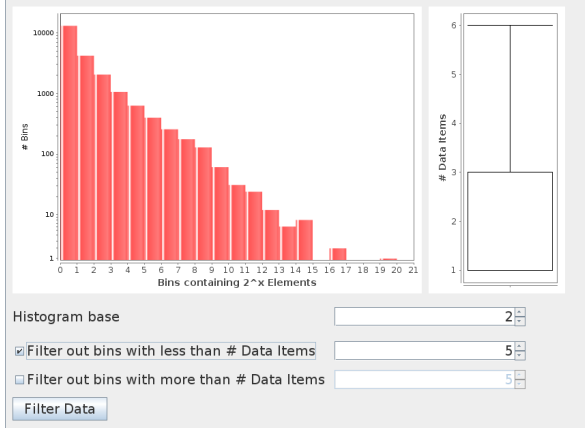 10000
1000
100
10
1
# Bins
0 1 2 3 4 5 6 7 8 9 10 11 12 13 14 15 16 17 18 19 20 21
Bins containing 2^x Elements
6
5
4
3
2
1
# Data Items
Histogram base 2
Filter out bins with less than # Data Items 5
Filter out bins with more than # Data Items 5
Filter Data